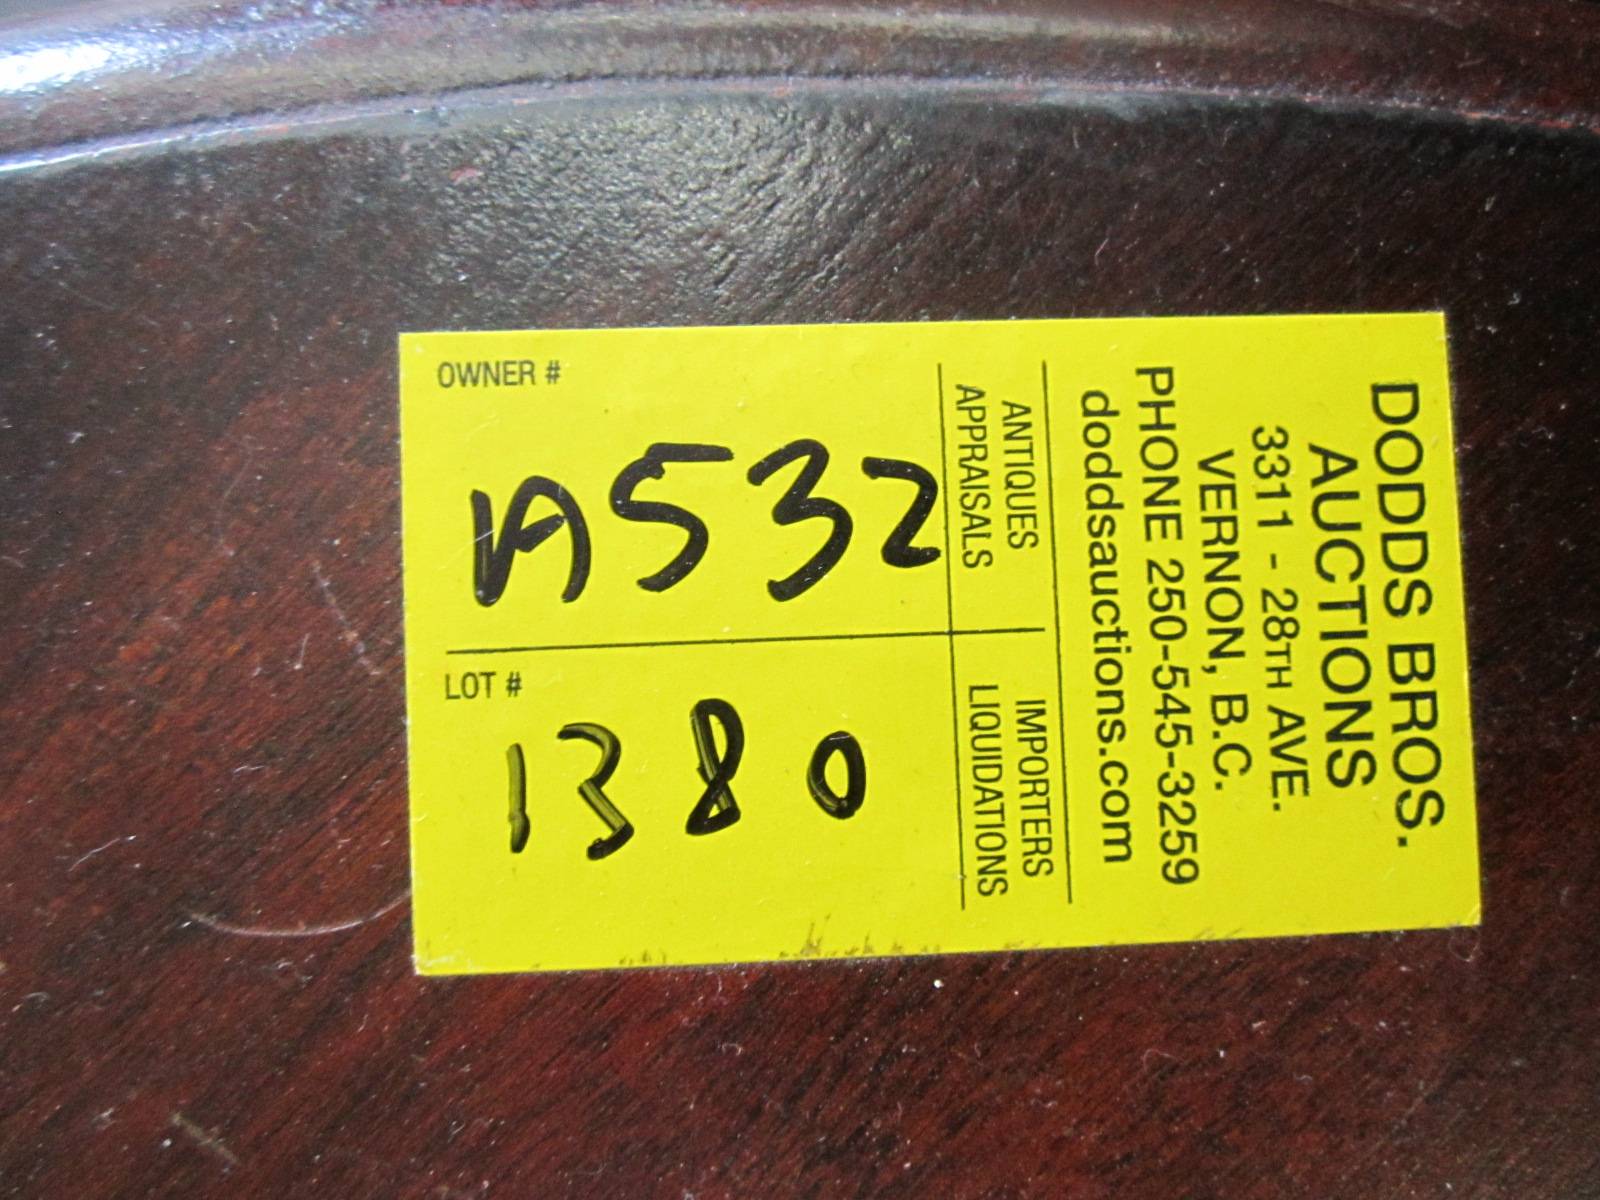 DODDS BROS.
AUCTIONS
3311 - 28TH AVE.
VERNON, B.C.
PHONE 250-545-3259
doddsauctions.com
ANTIQUES
APPRAISALS
IMPORTERS
LIQUIDATIONS
OWNER #
A532
LOT #
1380